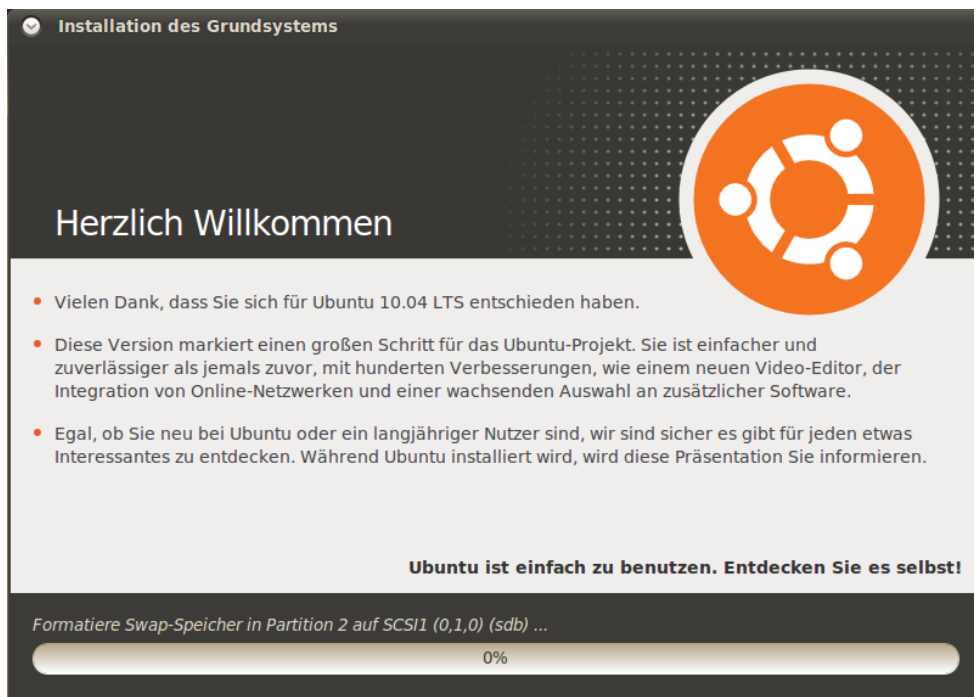 Installation des Grundsystems
Herzlich Willkommen
Vielen Dank, dass Sie sich für Ubuntu 10.04 LTS entschieden haben.
Diese Version markiert einen großen Schritt für das Ubuntu-Projekt. Sie ist einfacher und
zuverlässiger als jemals zuvor, mit hunderten Verbesserungen, wie einem neuen Video-Editor, der
Integration von Online-Netzwerken und einer wachsenden Auswahl an zusätzlicher Software.
Egal, ob Sie neu bei Ubuntu oder ein langjähriger Nutzer sind, wir sind sicher es gibt für jeden etwas
Interessantes zu entdecken. Während Ubuntu installiert wird, wird diese Präsentation Sie informieren.
Ubuntu ist einfach zu benutzen. Entdecken Sie es selbst!
Formatiere Swap-Speicher in Partition 2 auf SCSI1 (0,1,0) (sdb) ...
0%